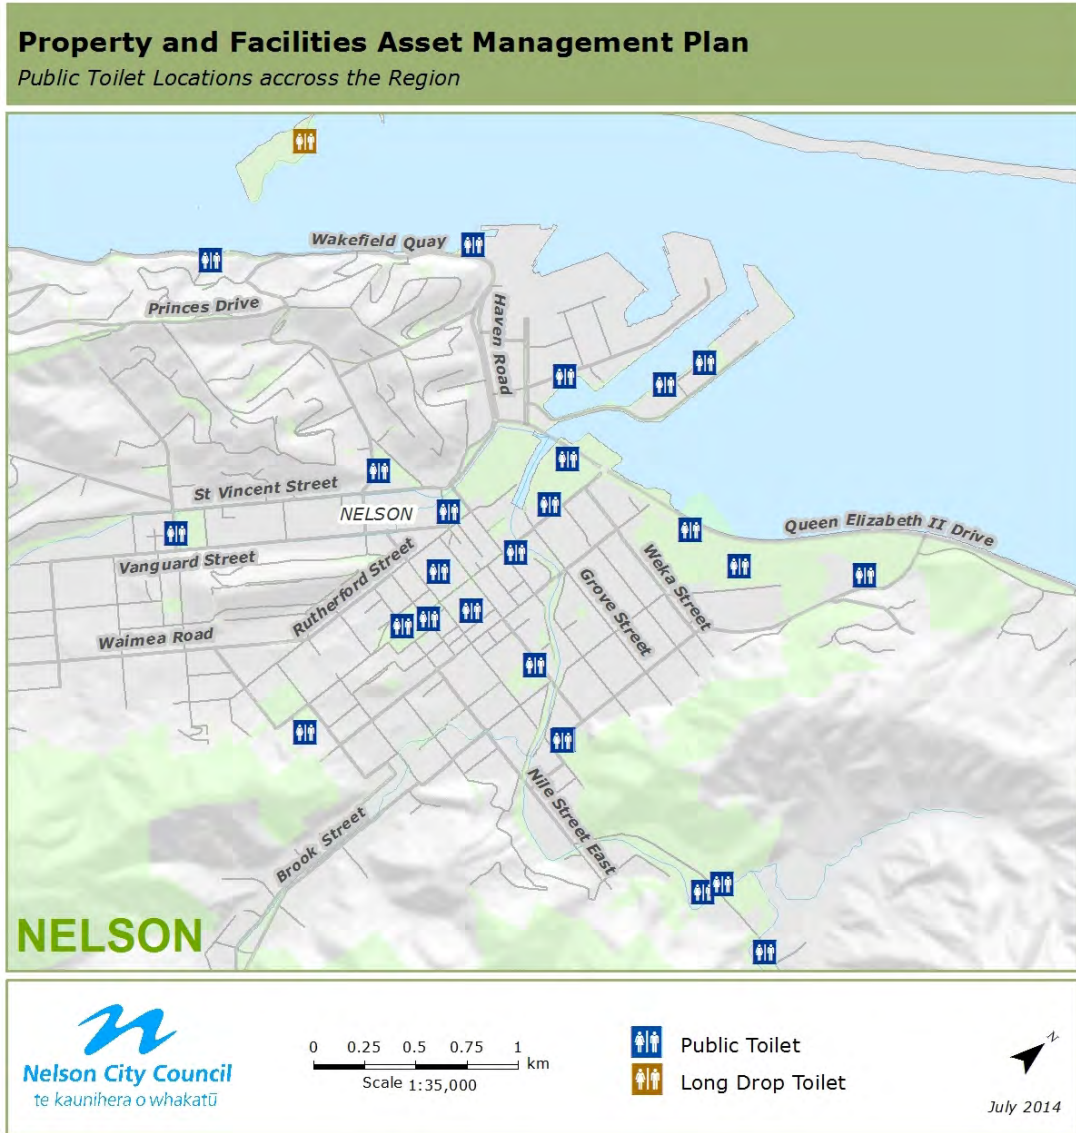 Property and Facilities Asset Management Plan
Public Toilet Locations accross the Region
Wakefield Quay
Princes Drive
Haven Road
St Vincent Street
NELSON
Queen Elizabeth II Drive
Vanguard Street
Rutherford Street
Weka Street
Grove Street
Waimea Road
Nile Street East
Brook Street
NELSON
Nelson City Council
te kaunihera o whakatū
0 0.25 0.5 0.75 1
km
Scale 1:35,000
Public Toilet
Long Drop Toilet
N
July 2014